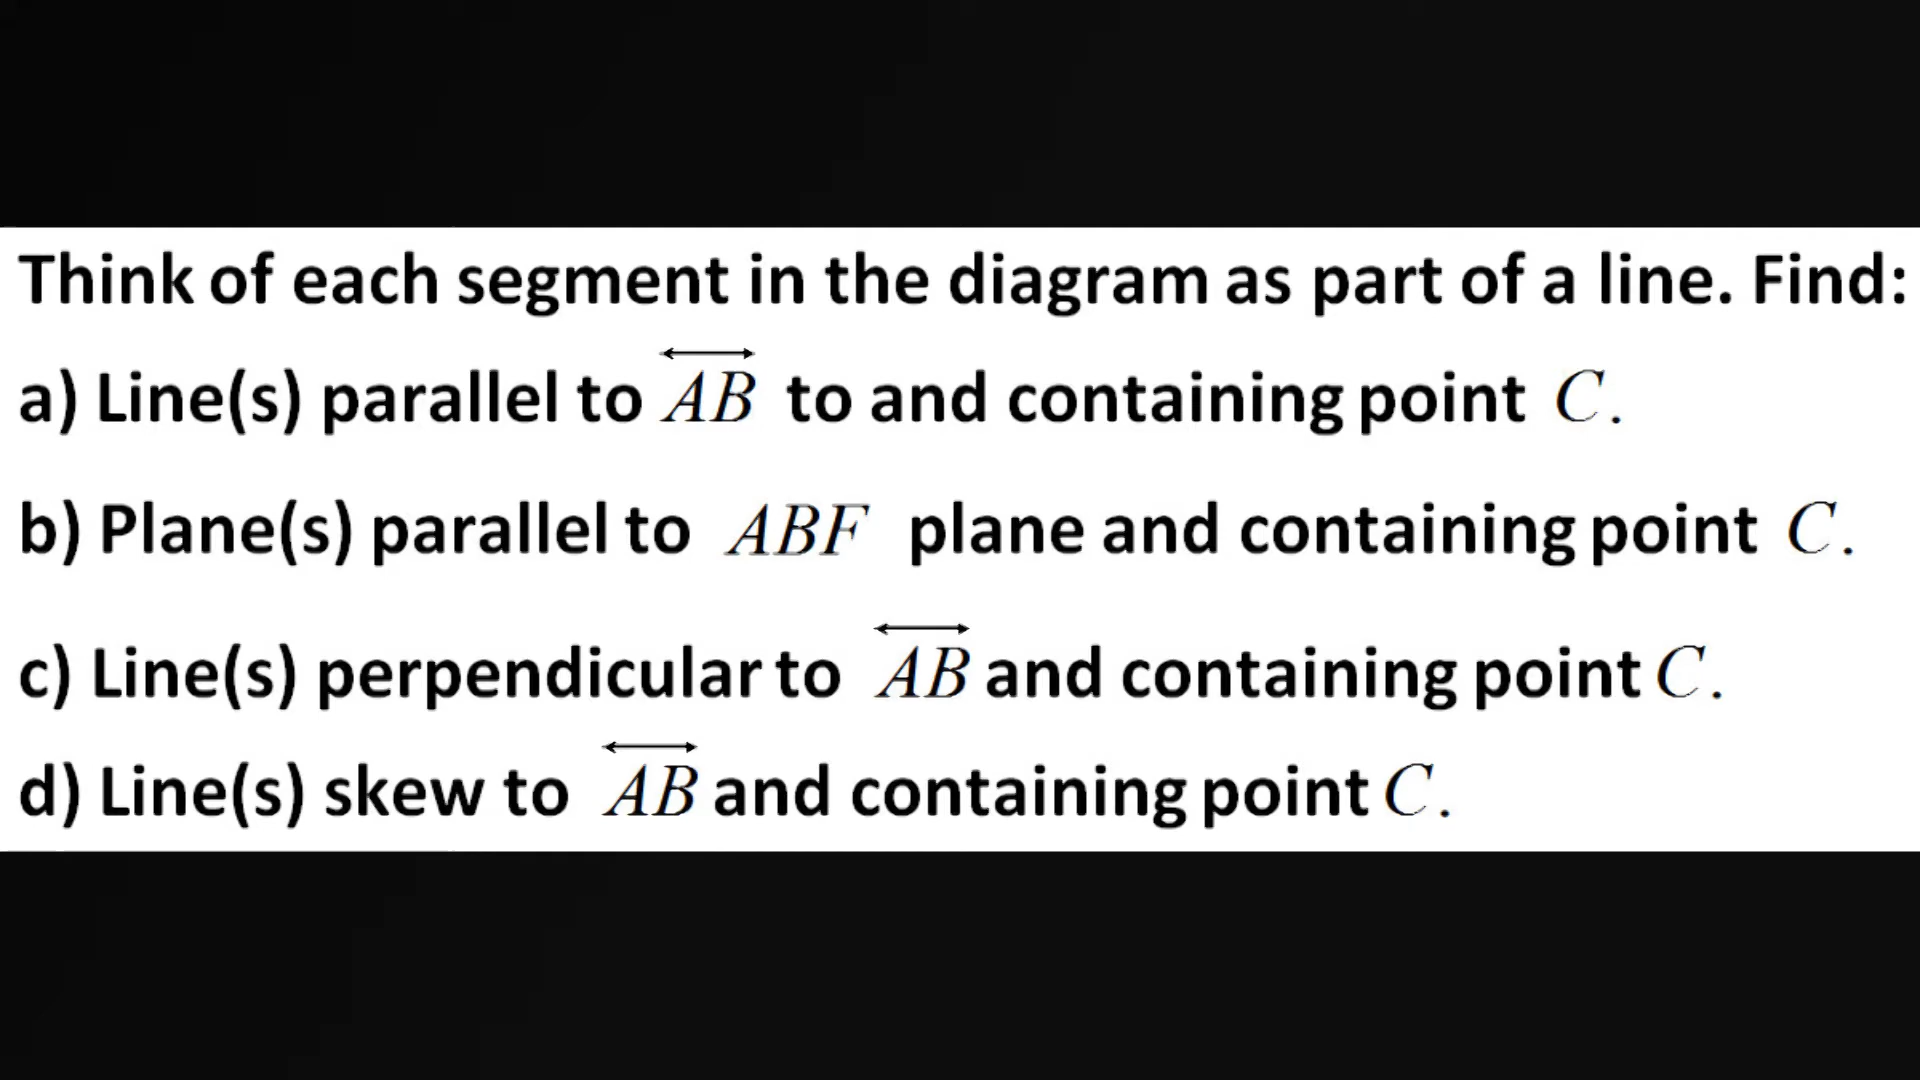 Think of each segment in the diagram as part of a line. Find:
a) Line(s) parallel to AB to and containing point C.
b) Plane(s) parallel to ABF plane and containing point C.
c) Line(s) perpendicular to AB and containing point C.
d) Line(s) skew to AB and containing point C.